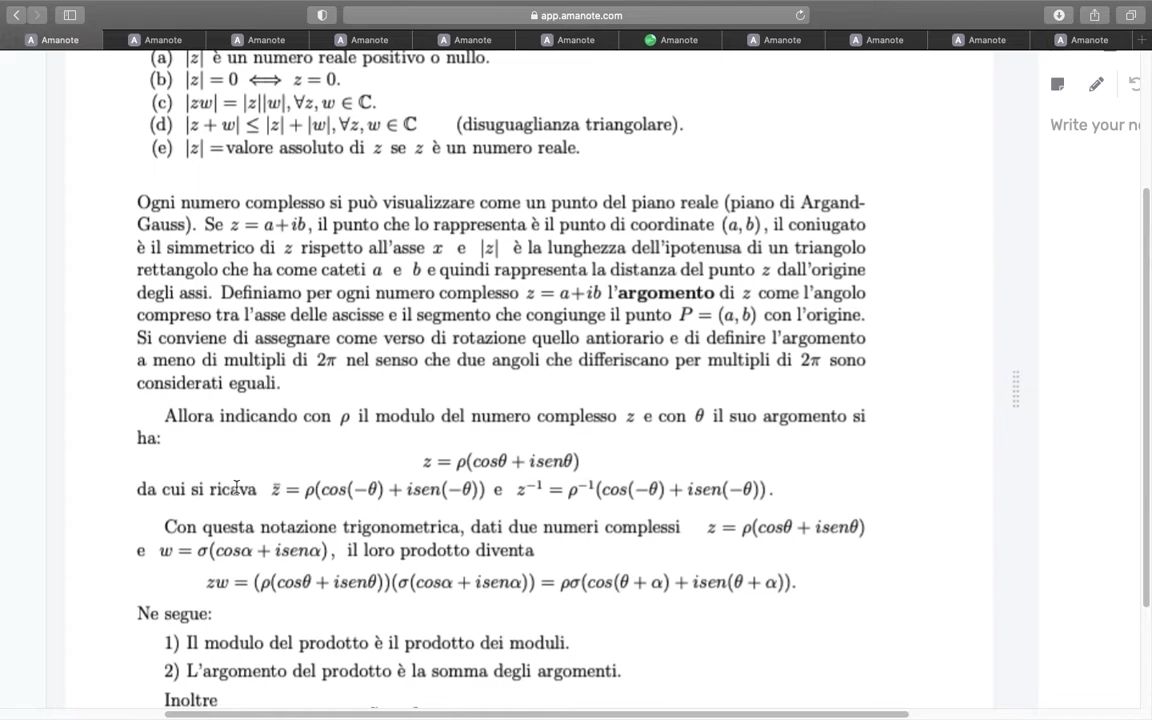 app.amanote.com
Amanote Amanote Amanote Amanote Amanote Amanote Amanote Amanote Amanote Amanote Amanote
(a) |z| è un numero reale positivo o nullo.
(b) |z| = 0 ⟺ z = 0.
(c) |zw| = |z||w|, ∀z, w ∈ ℂ.
(d) |z + w| ≤ |z| + |w|, ∀z, w ∈ ℂ (disuguaglianza triangolare).
(e) |z| =valore assoluto di z se z è un numero reale.
Write your n
Ogni numero complesso si può visualizzare come un punto del piano reale (piano di Argand-
Gauss). Se z = a+ib, il punto che lo rappresenta è il punto di coordinate (a, b), il coniugato
è il simmetrico di z rispetto all'asse x e |z| è la lunghezza dell'ipotenusa di un triangolo
rettangolo che ha come cateti a e b e quindi rappresenta la distanza del punto z dall'origine
degli assi. Definiamo per ogni numero complesso z = a+ib l'argomento di z come l'angolo
compreso tra l'asse delle ascisse e il segmento che congiunge il punto P = (a, b) con l'origine.
Si conviene di assegnare come verso di rotazione quello antiorario e di definire l'argomento
a meno di multipli di 2π nel senso che due angoli che differiscano per multipli di 2π sono
considerati eguali.
Allora indicando con ρ il modulo del numero complesso z e con θ il suo argomento si
ha:
z = ρ(cosθ + isenθ)
da cui si ricava z̄ = ρ(cos(−θ) + isen(−θ)) e z⁻¹ = ρ⁻¹(cos(−θ) + isen(−θ)).
Con questa notazione trigonometrica, dati due numeri complessi z = ρ(cosθ + isenθ)
e w = σ(cosα + isenα), il loro prodotto diventa
zw = (ρ(cosθ + isenθ))(σ(cosα + isenα)) = ρσ(cos(θ + α) + isen(θ + α)).
Ne segue:
1) Il modulo del prodotto è il prodotto dei moduli.
2) L'argomento del prodotto è la somma degli argomenti.
Inoltre